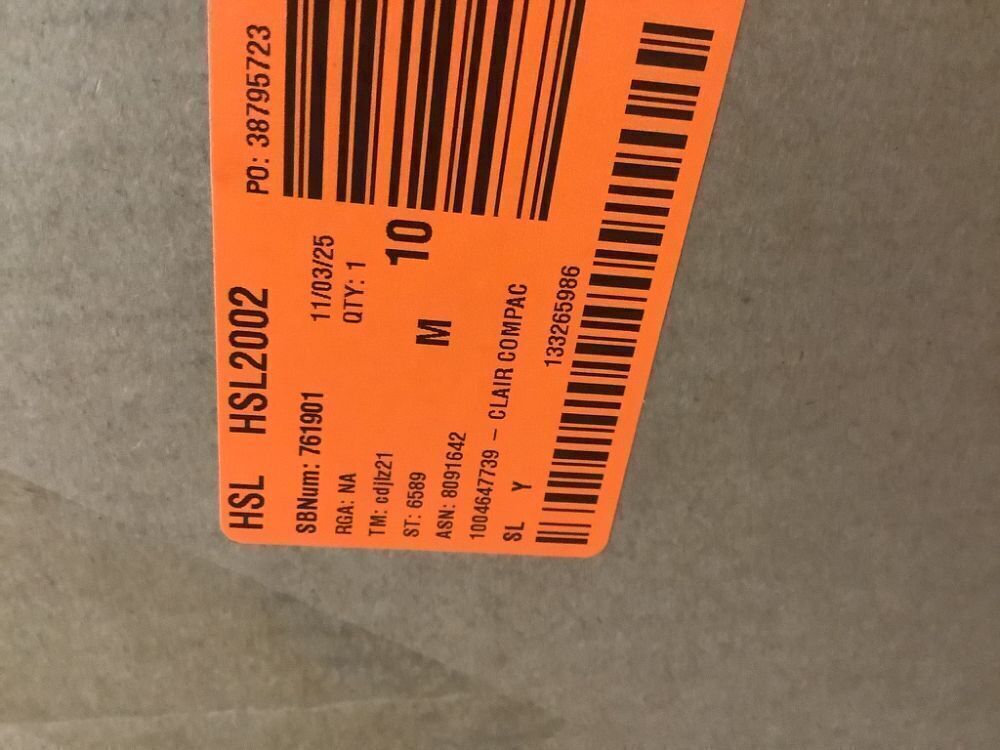 HSL HSL2002
PO: 38795723
SBNum: 761901
11/03/25
RGA: NA
QTY: 1
TM: cdjlz21
ST: 6589
M
10
ASN: 8091642
1004647739 – CLAIR COMPAC
SL Y
133265986